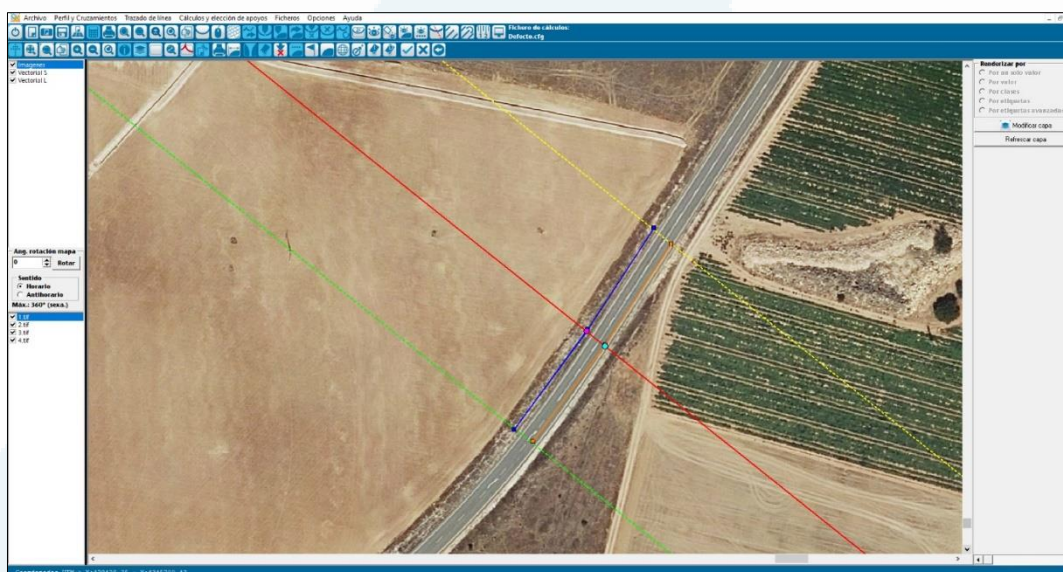 Archivo Perfil y Cruzamientos Trazado de línea Cálculos y elección de apoyos Ficheros Opciones Ayuda
Fichero de cálculos:
Defecto.cfg
Imagenes
Vectorial S
Vectorial L
Ang. rotación mapa
0 Rotar
Sentido
Horario
Antihorario
Máx.: 360º (sexa.)
1.tif
2.tif
3.tif
4.tif
Renderizar por
Por un solo valor
Por valor
Por clases
Por etiquetas
Por etiquetas avanzadas
Modificar capa
Refrescar capa